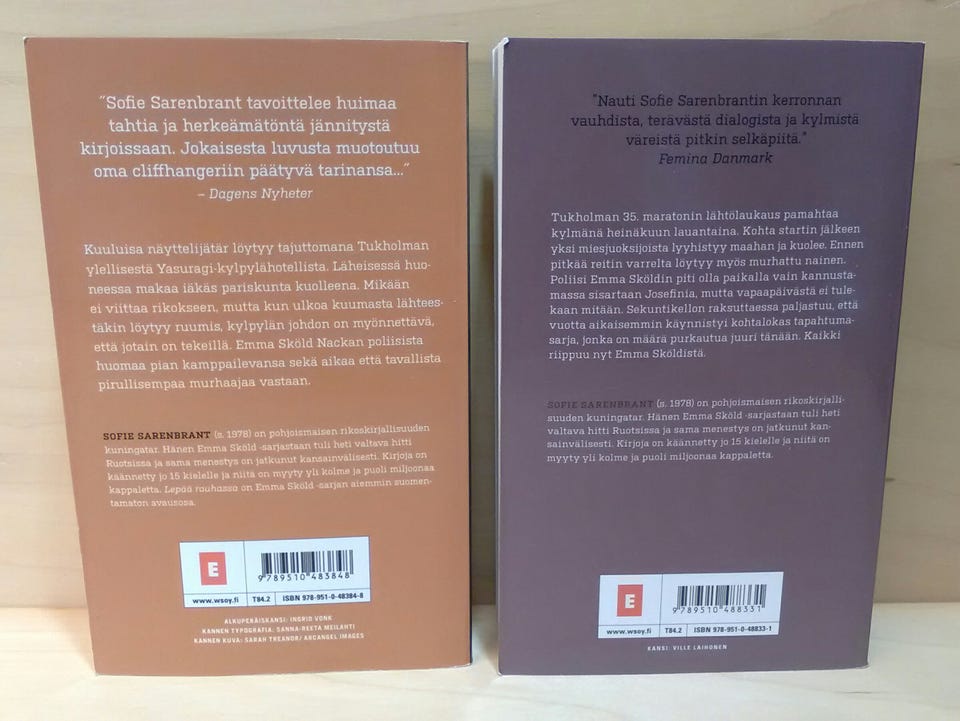 "Sofie Sarenbrant tavoittelee huimaa
tahtia ja herkeämätöntä jännitystä
kirjoissaan. Jokaisesta luvusta muotoutuu
oma cliffhangeriin päätyvä tarinansa..."
– Dagens Nyheter
Kuuluisa näyttelijätär löytyy tajuttomana Tukholman
ylellisestä Yasuragi-kylpylähotellista. Läheisessä huo-
neessa makaa iäkäs pariskunta kuolleena. Mikään
ei viittaa rikokseen, mutta kun ulkoa kuumasta lähtees-
täkin löytyy ruumis, kylpylän johdon on myönnettävä,
että jotain on tekeillä. Emma Sköld Nackan poliisista
huomaa pian kamppailevansa sekä aikaa että tavallista
pirullisempaa murhaajaa vastaan.
SOFIE SARENBRANT (s. 1978) on pohjoismaisen rikoskirjallisuuden
kuningatar. Hänen Emma Sköld -sarjastaan tuli heti valtava hitti
Ruotsissa ja sama menestys on jatkunut kansainvälisesti. Kirjoja on
käännetty jo 15 kielelle ja niitä on myyty yli kolme ja puoli miljoonaa
kappaletta. Lepää rauhassa on Emma Sköld -sarjan aiemmin suomen-
tamaton avausosa.
E
9 789510 483848
www.wsoy.fi T84.2 ISBN 978-951-0-48384-8
ALKUPERÄISKANSI: INGRID VONK
KANNEN TYPOGRAFIA: SANNA-REETA MEILAHTI
KANNEN KUVA: SARAH TREANOR/ ARCANGEL IMAGES
"Nauti Sofie Sarenbrantin kerronnan
vauhdista, terävästä dialogista ja kylmistä
väreistä pitkin selkäpiitä."
Femina Danmark
Tukholman 35. maratonin lähtölaukaus pamahtaa
kylmänä heinäkuun lauantaina. Kohta startin jälkeen
yksi miesjuoksijoista lyyhistyy maahan ja kuolee. Ennen
pitkää reitin varrelta löytyy myös murhattu nainen.
Poliisi Emma Sköldin piti olla paikalla vain kannusta-
massa sisartaan Josefinia, mutta vapaapäivästä ei tule-
kaan mitään. Sekuntikellon raksuttaessa paljastuu, että
vuotta aikaisemmin käynnistyi kohtalokas tapahtuma-
sarja, jonka on määrä purkautua juuri tänään. Kaikki
riippuu nyt Emma Sköldistä.
SOFIE SARENBRANT (s. 1978) on pohjoismaisen rikoskirjalli-
suuden kuningatar. Hänen Emma Sköld -sarjastaan tuli heti
valtava hitti Ruotsissa ja sama menestys on jatkunut kan-
sainvälisesti. Kirjoja on käännetty jo 15 kielelle ja niitä on
myyty yli kolme ja puoli miljoonaa kappaletta.
E
9 789510 488331
www.wsoy.fi T84.2 ISBN 978-951-0-48833-1
KANSI: VILLE LAIHONEN